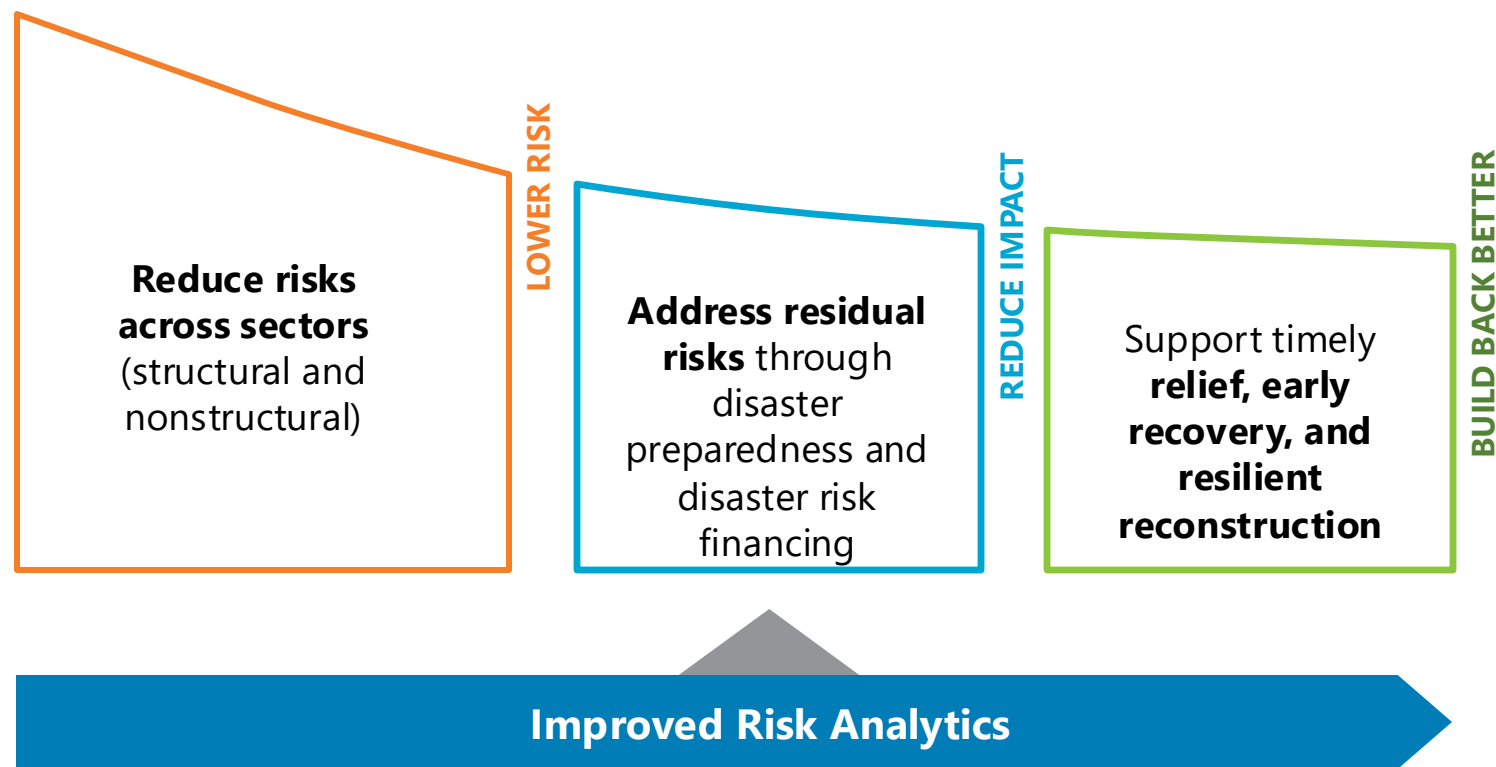 Reduce risks
across sectors
(structural and
nonstructural)
LOWER RISK
Address residual
risks through
disaster
preparedness and
disaster risk
financing
REDUCE IMPACT
Support timely
relief, early
recovery, and
resilient
reconstruction
BUILD BACK BETTER
Improved Risk Analytics